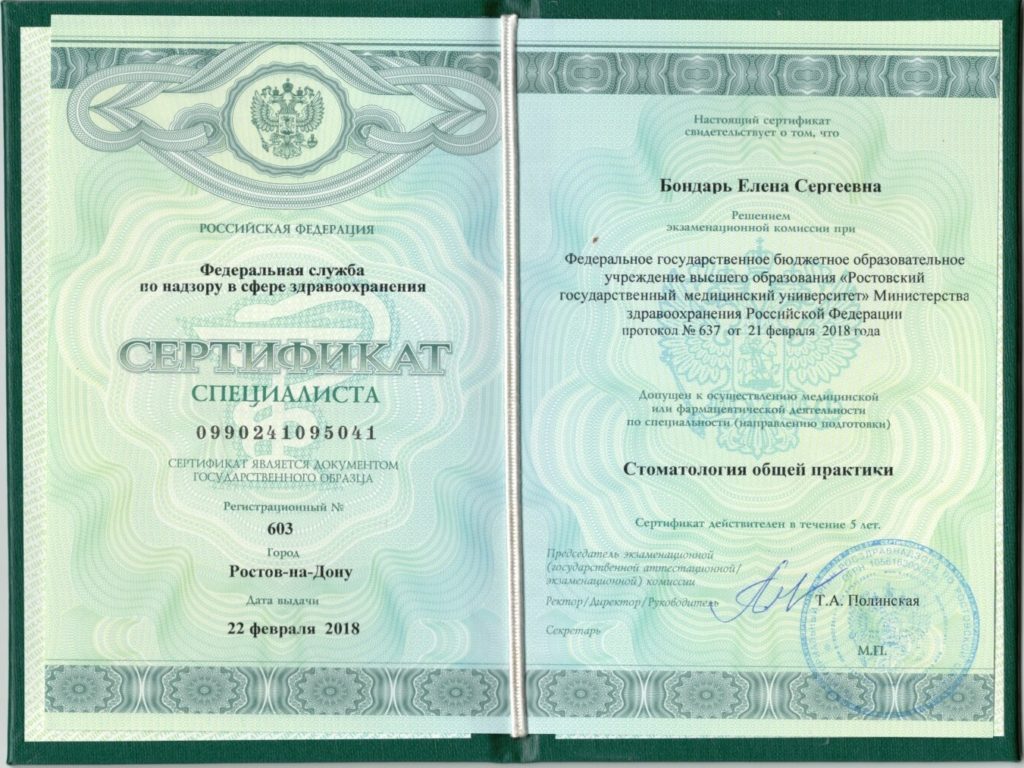 РОССИЙСКАЯ ФЕДЕРАЦИЯ
Федеральная служба
по надзору в сфере здравоохранения
СЕРТИФИКАТ
СПЕЦИАЛИСТА
0990241095041
СЕРТИФИКАТ ЯВЛЯЕТСЯ ДОКУМЕНТОМ
ГОСУДАРСТВЕННОГО ОБРАЗЦА
Регистрационный №
603
Город
Ростов-на-Дону
Дата выдачи
22 февраля 2018
Настоящий сертификат
свидетельствует о том, что
Бондарь Елена Сергеевна
Решением
экзаменационной комиссии при
Федеральное государственное бюджетное образовательное
учреждение высшего образования «Ростовский
государственный медицинский университет» Министерства
здравоохранения Российской Федерации
протокол № 637 от 21 февраля 2018 года
Допущен к осуществлению медицинской
или фармацевтической деятельности
по специальности (направлению подготовки)
Стоматология общей практики
Сертификат действителен в течение 5 лет.
Председатель экзаменационной
(государственной аттестационной/
экзаменационной) комиссии
Ректор/Директор/Руководитель
Т.А. Полинская
Секретарь
М.П.
РОСЗДРАВНАДЗОРА